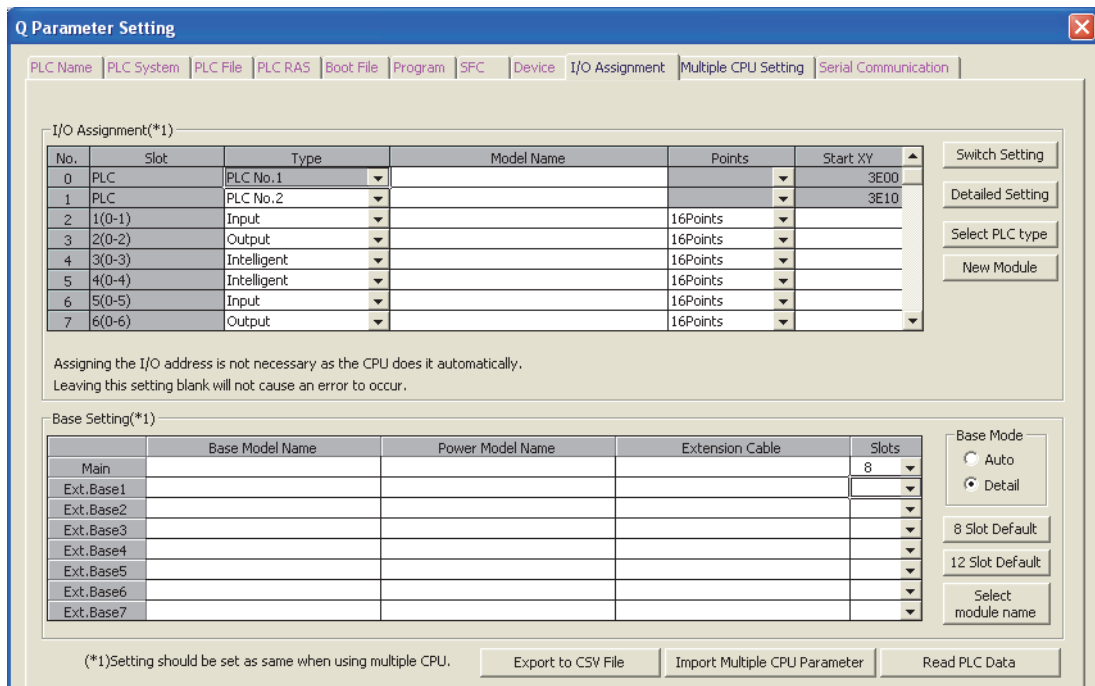 Q Parameter Setting
PLC Name PLC System PLC File PLC RAS Boot File Program SFC Device I/O Assignment Multiple CPU Setting Serial Communication
I/O Assignment(*1)
No. Slot Type Model Name Points Start XY
0 PLC PLC No.1 3E00
1 PLC PLC No.2 3E10
2 1(0-1) Input 16Points
3 2(0-2) Output 16Points
4 3(0-3) Intelligent 16Points
5 4(0-4) Intelligent 16Points
6 5(0-5) Input 16Points
7 6(0-6) Output 16Points
Switch Setting
Detailed Setting
Select PLC type
New Module
Assigning the I/O address is not necessary as the CPU does it automatically.
Leaving this setting blank will not cause an error to occur.
Base Setting(*1)
Base Model Name Power Model Name Extension Cable Slots
Main 8
Ext.Base1
Ext.Base2
Ext.Base3
Ext.Base4
Ext.Base5
Ext.Base6
Ext.Base7
Base Mode
Auto
Detail
8 Slot Default
12 Slot Default
Select
module name
(*1)Setting should be set as same when using multiple CPU.
Export to CSV File Import Multiple CPU Parameter Read PLC Data